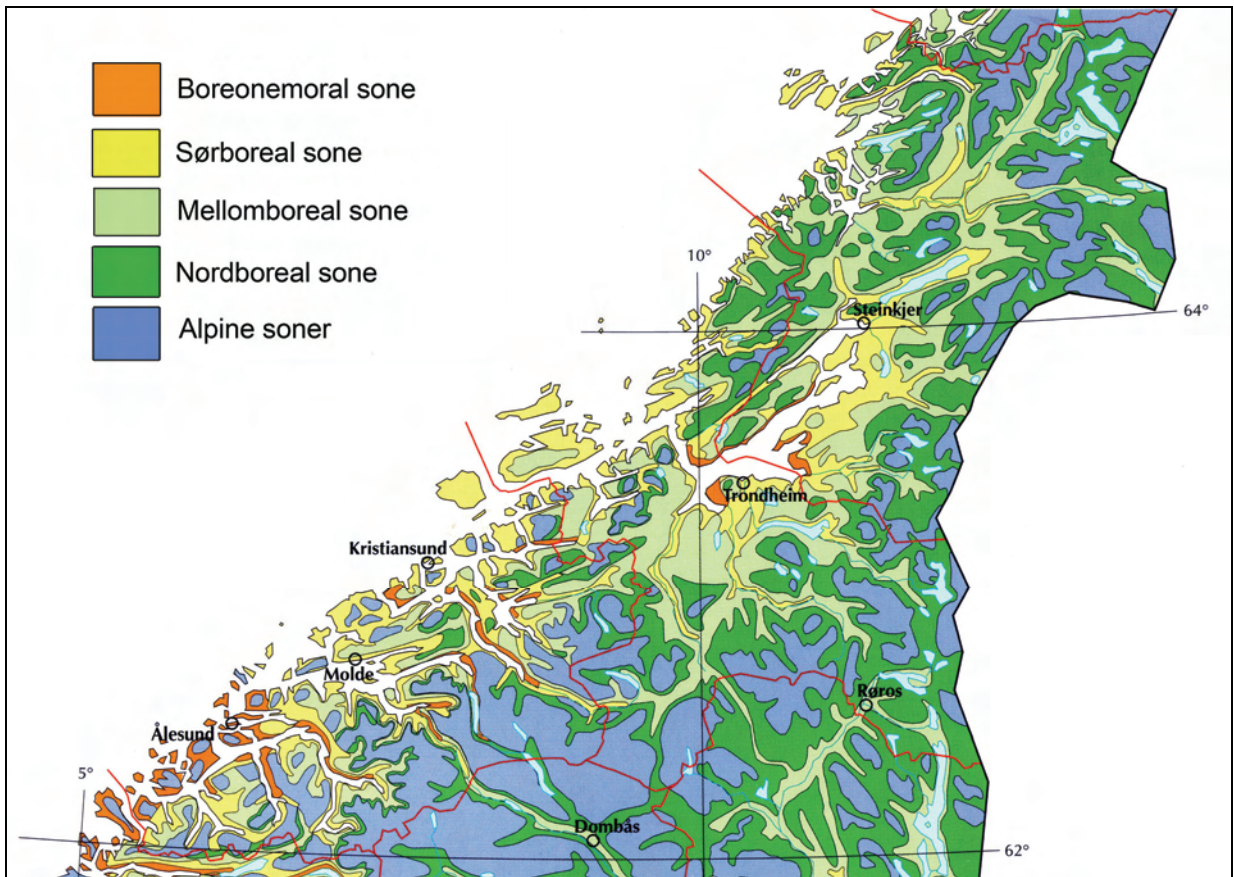 Boreonemoral sone
Sørboreal sone
Mellomboreal sone
Nordboreal sone
Alpine soner
10°
Steinkjer
64°
Trondheim
Kristiansund
Molde
Røros
Ålesund
5°
Dombås
62°